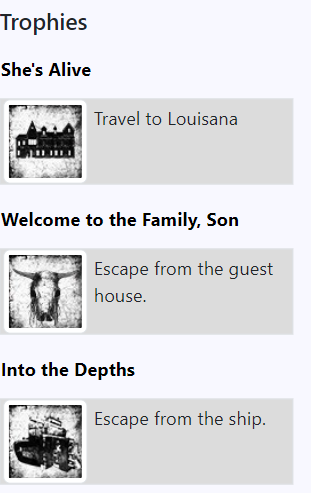 Trophies
She's Alive
Travel to Louisana
Welcome to the Family, Son
Escape from the guest
house.
Into the Depths
Escape from the ship.